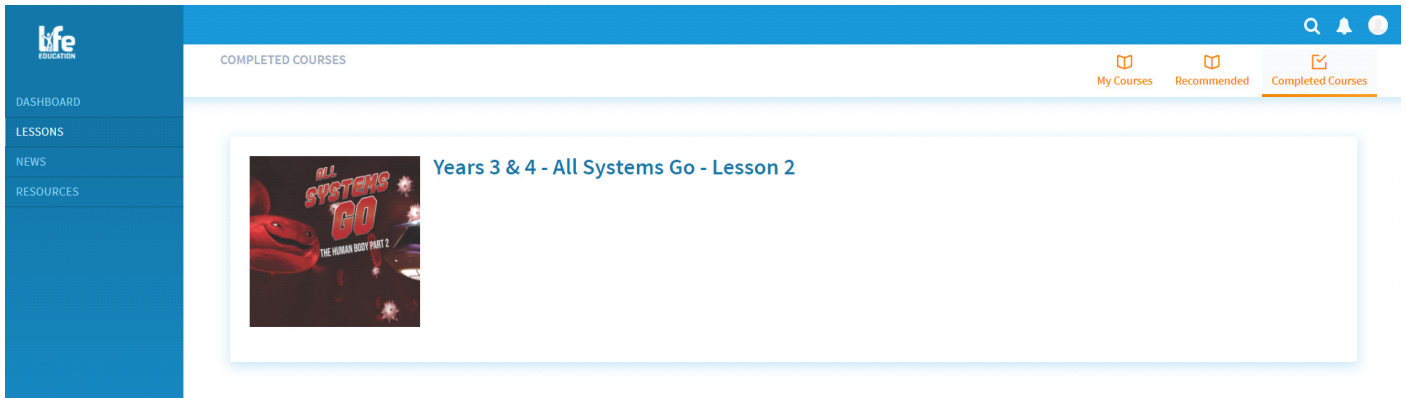 Life
EDUCATION
COMPLETED COURSES
My Courses
Recommended
Completed Courses
DASHBOARD
LESSONS
NEWS
RESOURCES
Years 3 & 4 - All Systems Go - Lesson 2
ALL
SYSTEMS
GO
THE HUMAN BODY PART 2